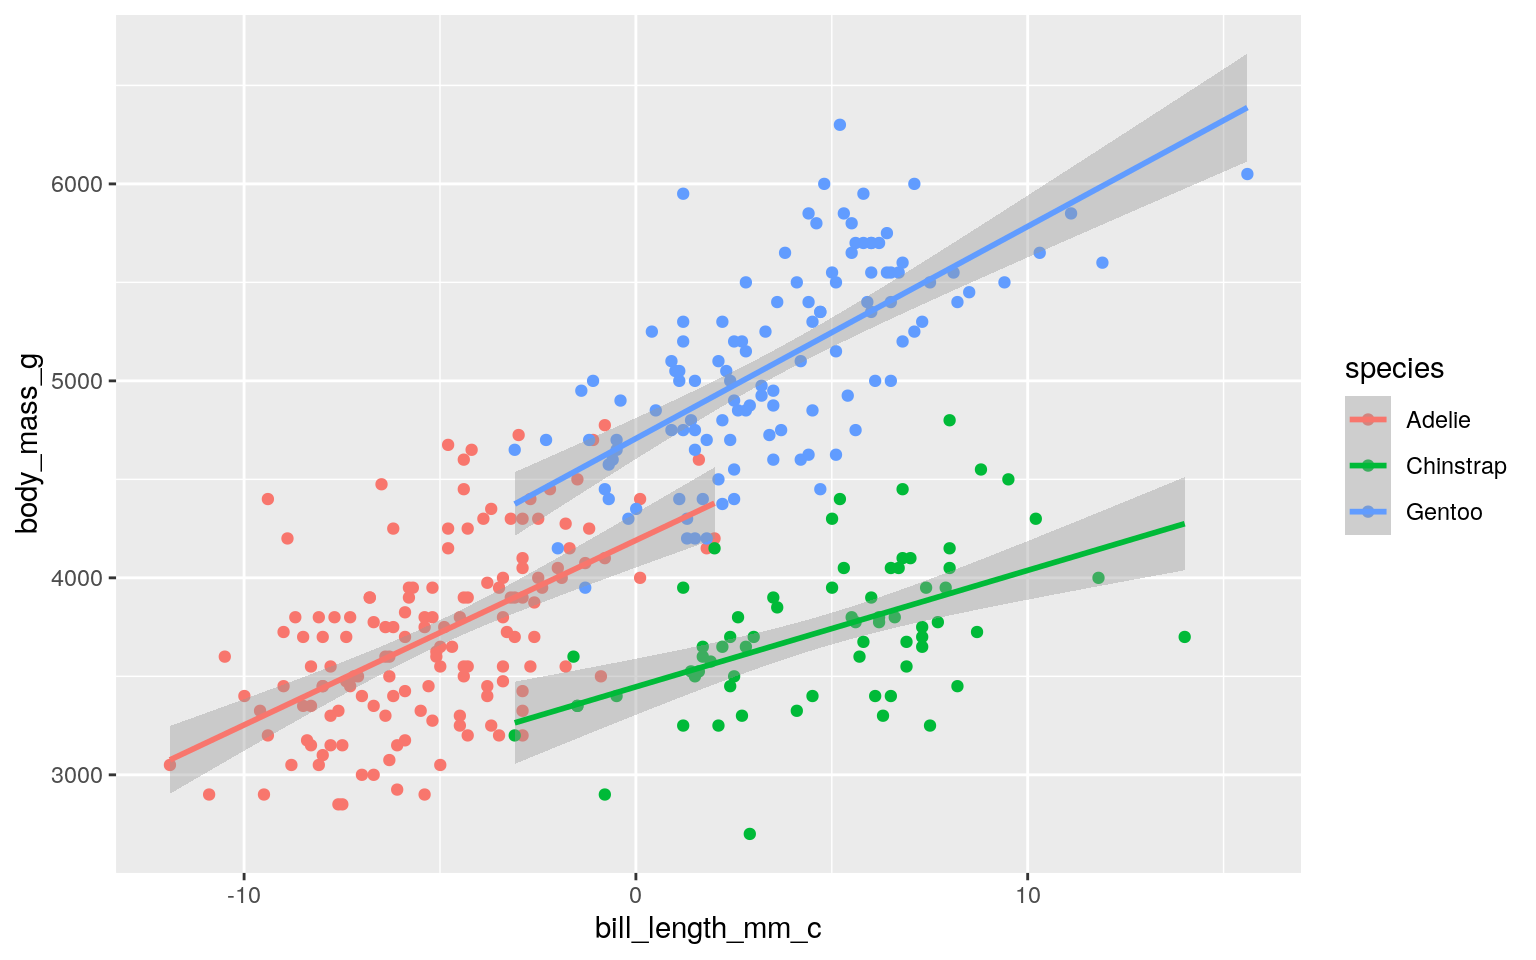 body_mass_g
6000
5000
4000
3000
-10
0
10
bill_length_mm_c
species
Adelie
Chinstrap
Gentoo